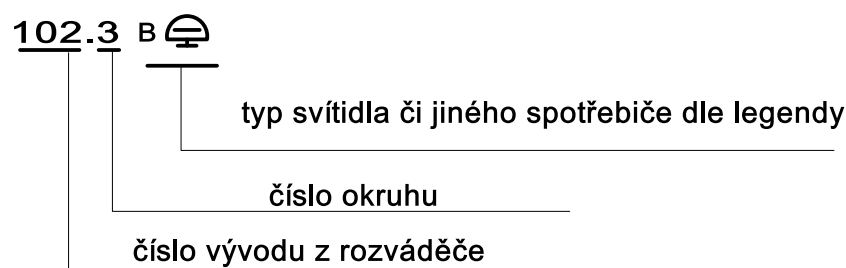 102.3 B
typ svítidla či jiného spotřebiče dle legendy
číslo okruhu
číslo vývodu z rozváděče